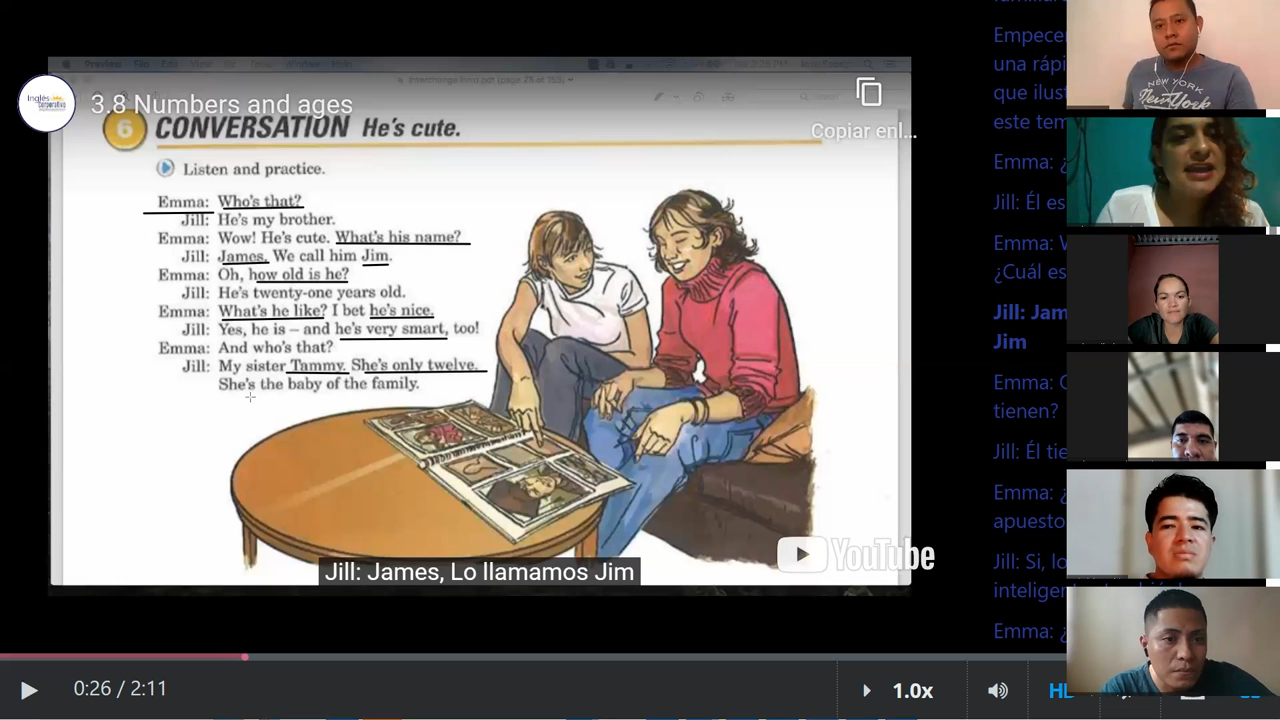 3.8 Numbers and ages
Copiar enl...
6 CONVERSATION He's cute.
Listen and practice.
Emma: Who's that?
Jill: He's my brother.
Emma: Wow! He's cute. What's his name?
Jill: James. We call him Jim.
Emma: Oh, how old is he?
Jill: He's twenty-one years old.
Emma: What's he like? I bet he's nice.
Jill: Yes, he is – and he's very smart, too!
Emma: And who's that?
Jill: My sister Tammy. She's only twelve.
She's the baby of the family.
YouTube
Jill: James, Lo llamamos Jim
0:26 / 2:11
1.0x
Empece
una rápi
que ilus
este tem
Emma: ¿
Jill: Él es
Emma: W
¿Cuál es
Jill: Jam
Jim
Emma: C
tienen?
Jill: Él tie
Emma: ¿
apuesto
Jill: Si, lo
inteligen
Emma: ¿
NEW YORK
New York